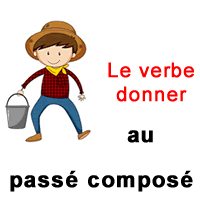 Le verbe
donner
au
passé composé